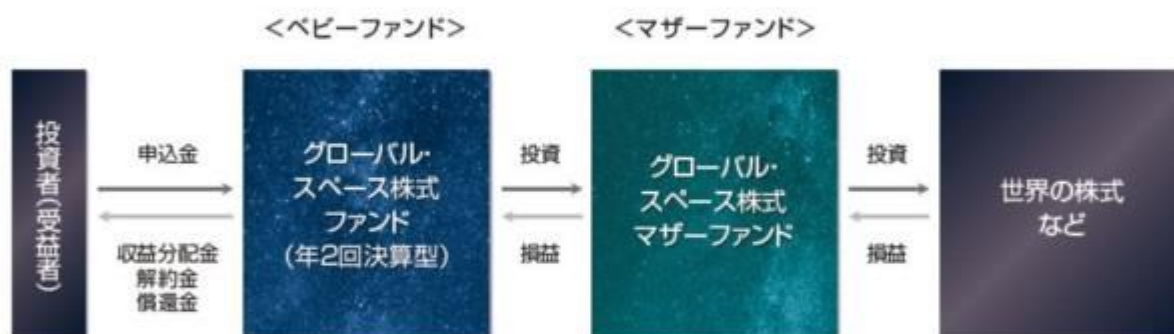 ＜ベビーファンド＞
＜マザーファンド＞
投資者(受益者)
申込金
収益分配金
解約金
償還金
グローバル・
スペース株式
ファンド
(年2回決算型)
投資
損益
グローバル・
スペース株式
マザーファンド
投資
損益
世界の株式
など